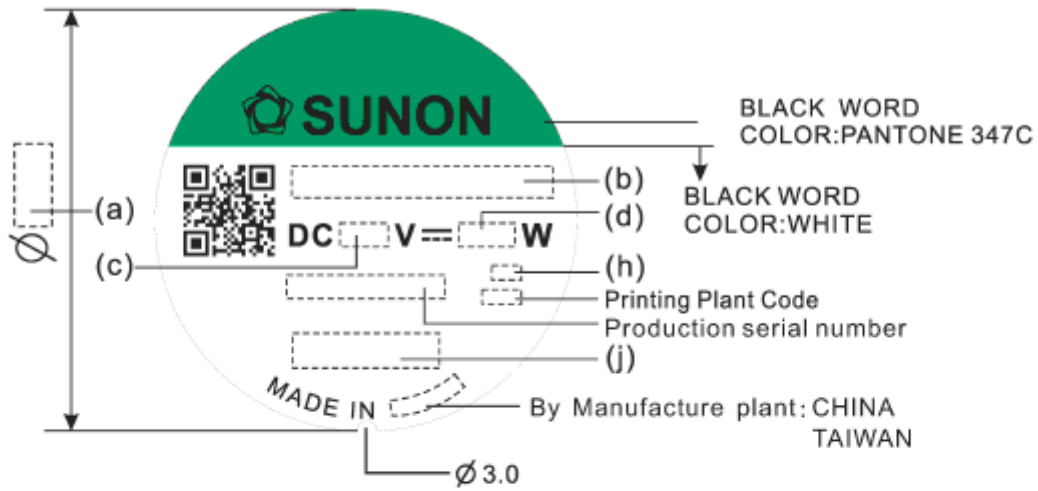 SUNON
BLACK WORD
COLOR:PANTONE 347C
(a)
(b)
BLACK WORD
COLOR:WHITE
DC V W
(d)
Ø
(c)
(h)
Printing Plant Code
Production serial number
(j)
MADE IN
By Manufacture plant: CHINA
TAIWAN
Ø 3.0